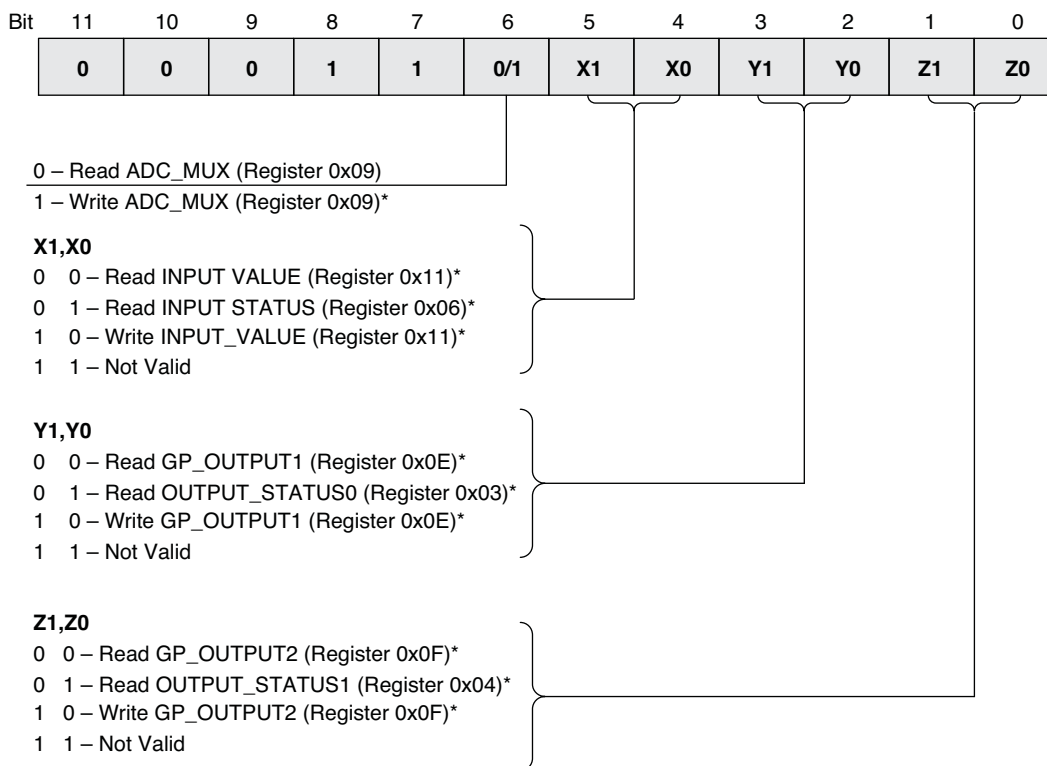 Bit 11 10 9 8 7 6 5 4 3 2 1 0
0 0 0 1 1 0/1 X1 X0 Y1 Y0 Z1 Z0
0 – Read ADC_MUX (Register 0x09)
1 – Write ADC_MUX (Register 0x09)*
X1,X0
0 0 – Read INPUT VALUE (Register 0x11)*
0 1 – Read INPUT STATUS (Register 0x06)*
1 0 – Write INPUT_VALUE (Register 0x11)*
1 1 – Not Valid
Y1,Y0
0 0 – Read GP_OUTPUT1 (Register 0x0E)*
0 1 – Read OUTPUT_STATUS0 (Register 0x03)*
1 0 – Write GP_OUTPUT1 (Register 0x0E)*
1 1 – Not Valid
Z1,Z0
0 0 – Read GP_OUTPUT2 (Register 0x0F)*
0 1 – Read OUTPUT_STATUS1 (Register 0x04)*
1 0 – Write GP_OUTPUT2 (Register 0x0F)*
1 1 – Not Valid